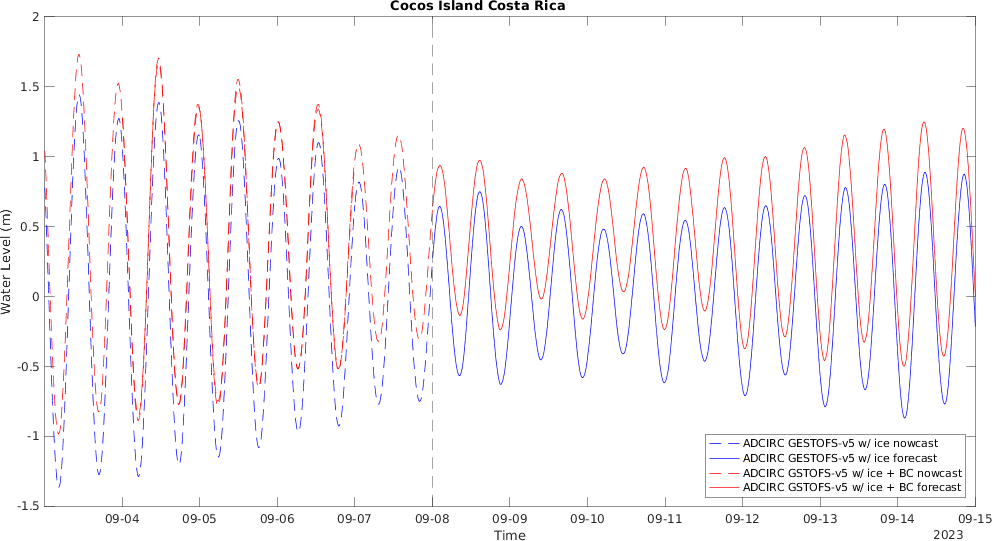 Cocos Island Costa Rica
Water Level (m)
2
1.5
1
0.5
0
-0.5
-1
-1.5
09-04 09-05 09-06 09-07 09-08 09-09 09-10 09-11 09-12 09-13 09-14 09-15
Time
2023
ADCIRC GESTOFS-v5 w/ ice nowcast
ADCIRC GESTOFS-v5 w/ ice forecast
ADCIRC GSTOFS-v5 w/ ice + BC nowcast
ADCIRC GSTOFS-v5 w/ ice + BC forecast